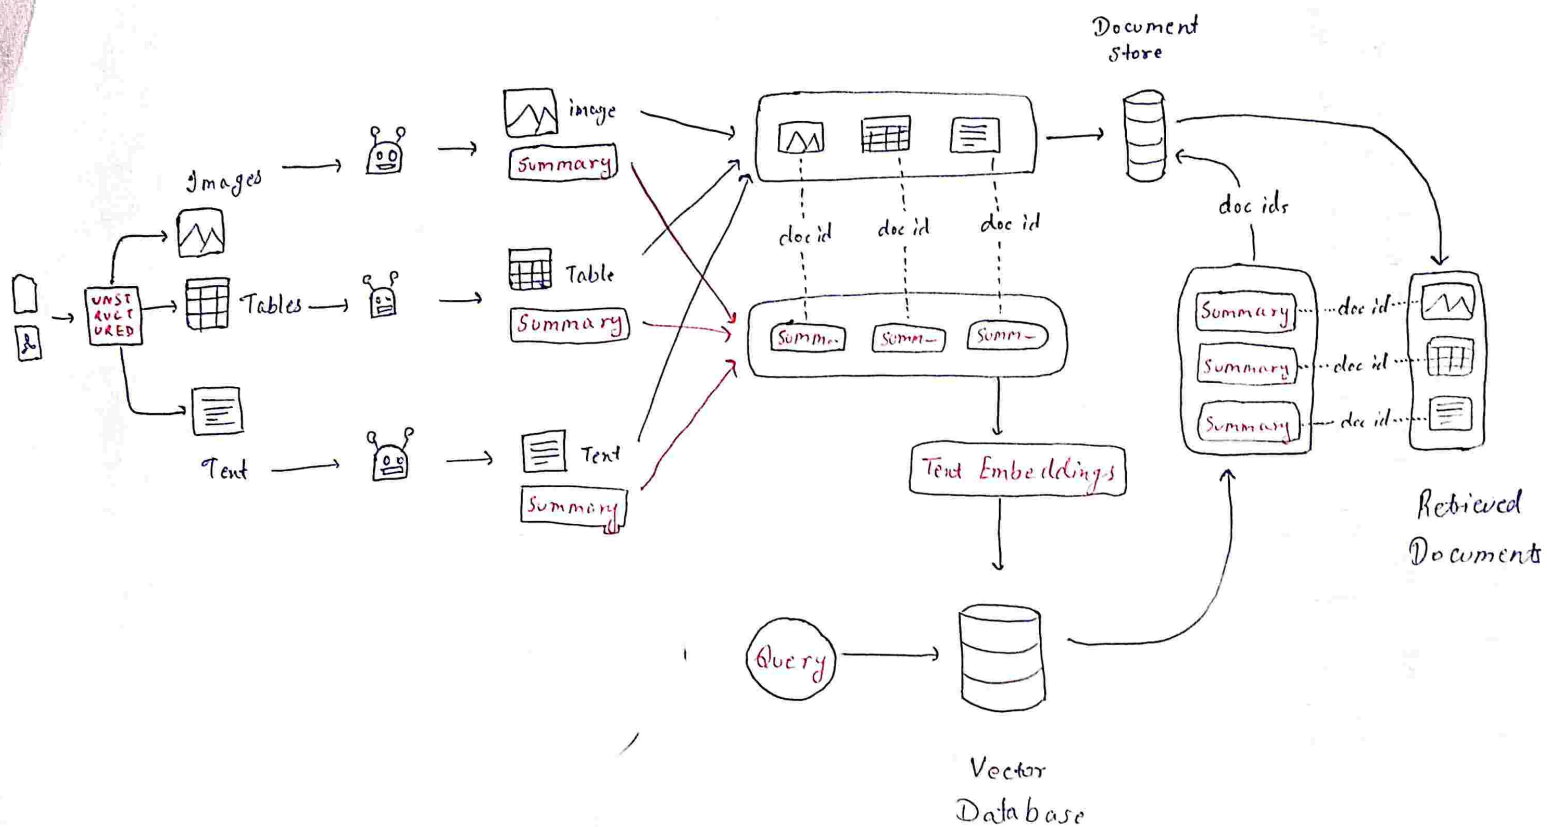 Document
Store
image
Summary
Images
doc id
doc id
doc id
doc ids
UNST
RUCT
URED
Tables
Table
Summary
Summ..
Summ-
Summ-
Summary
doc id
Summary
doc id
Summary
doc id
Text
Text
Summary
Text Embeddings
Retrieved
Documents
Query
Vector
Database